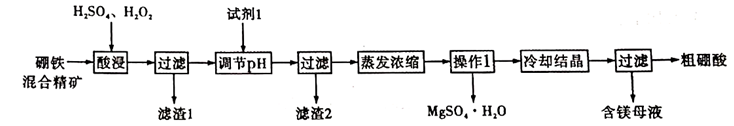 H₂SO₄、H₂O₂ 试剂1
硼铁混合精矿 酸浸 过滤 调节pH 过滤 蒸发浓缩 操作1 冷却结晶 过滤 粗硼酸
滤渣1 滤渣2 MgSO₄·H₂O 含镁母液